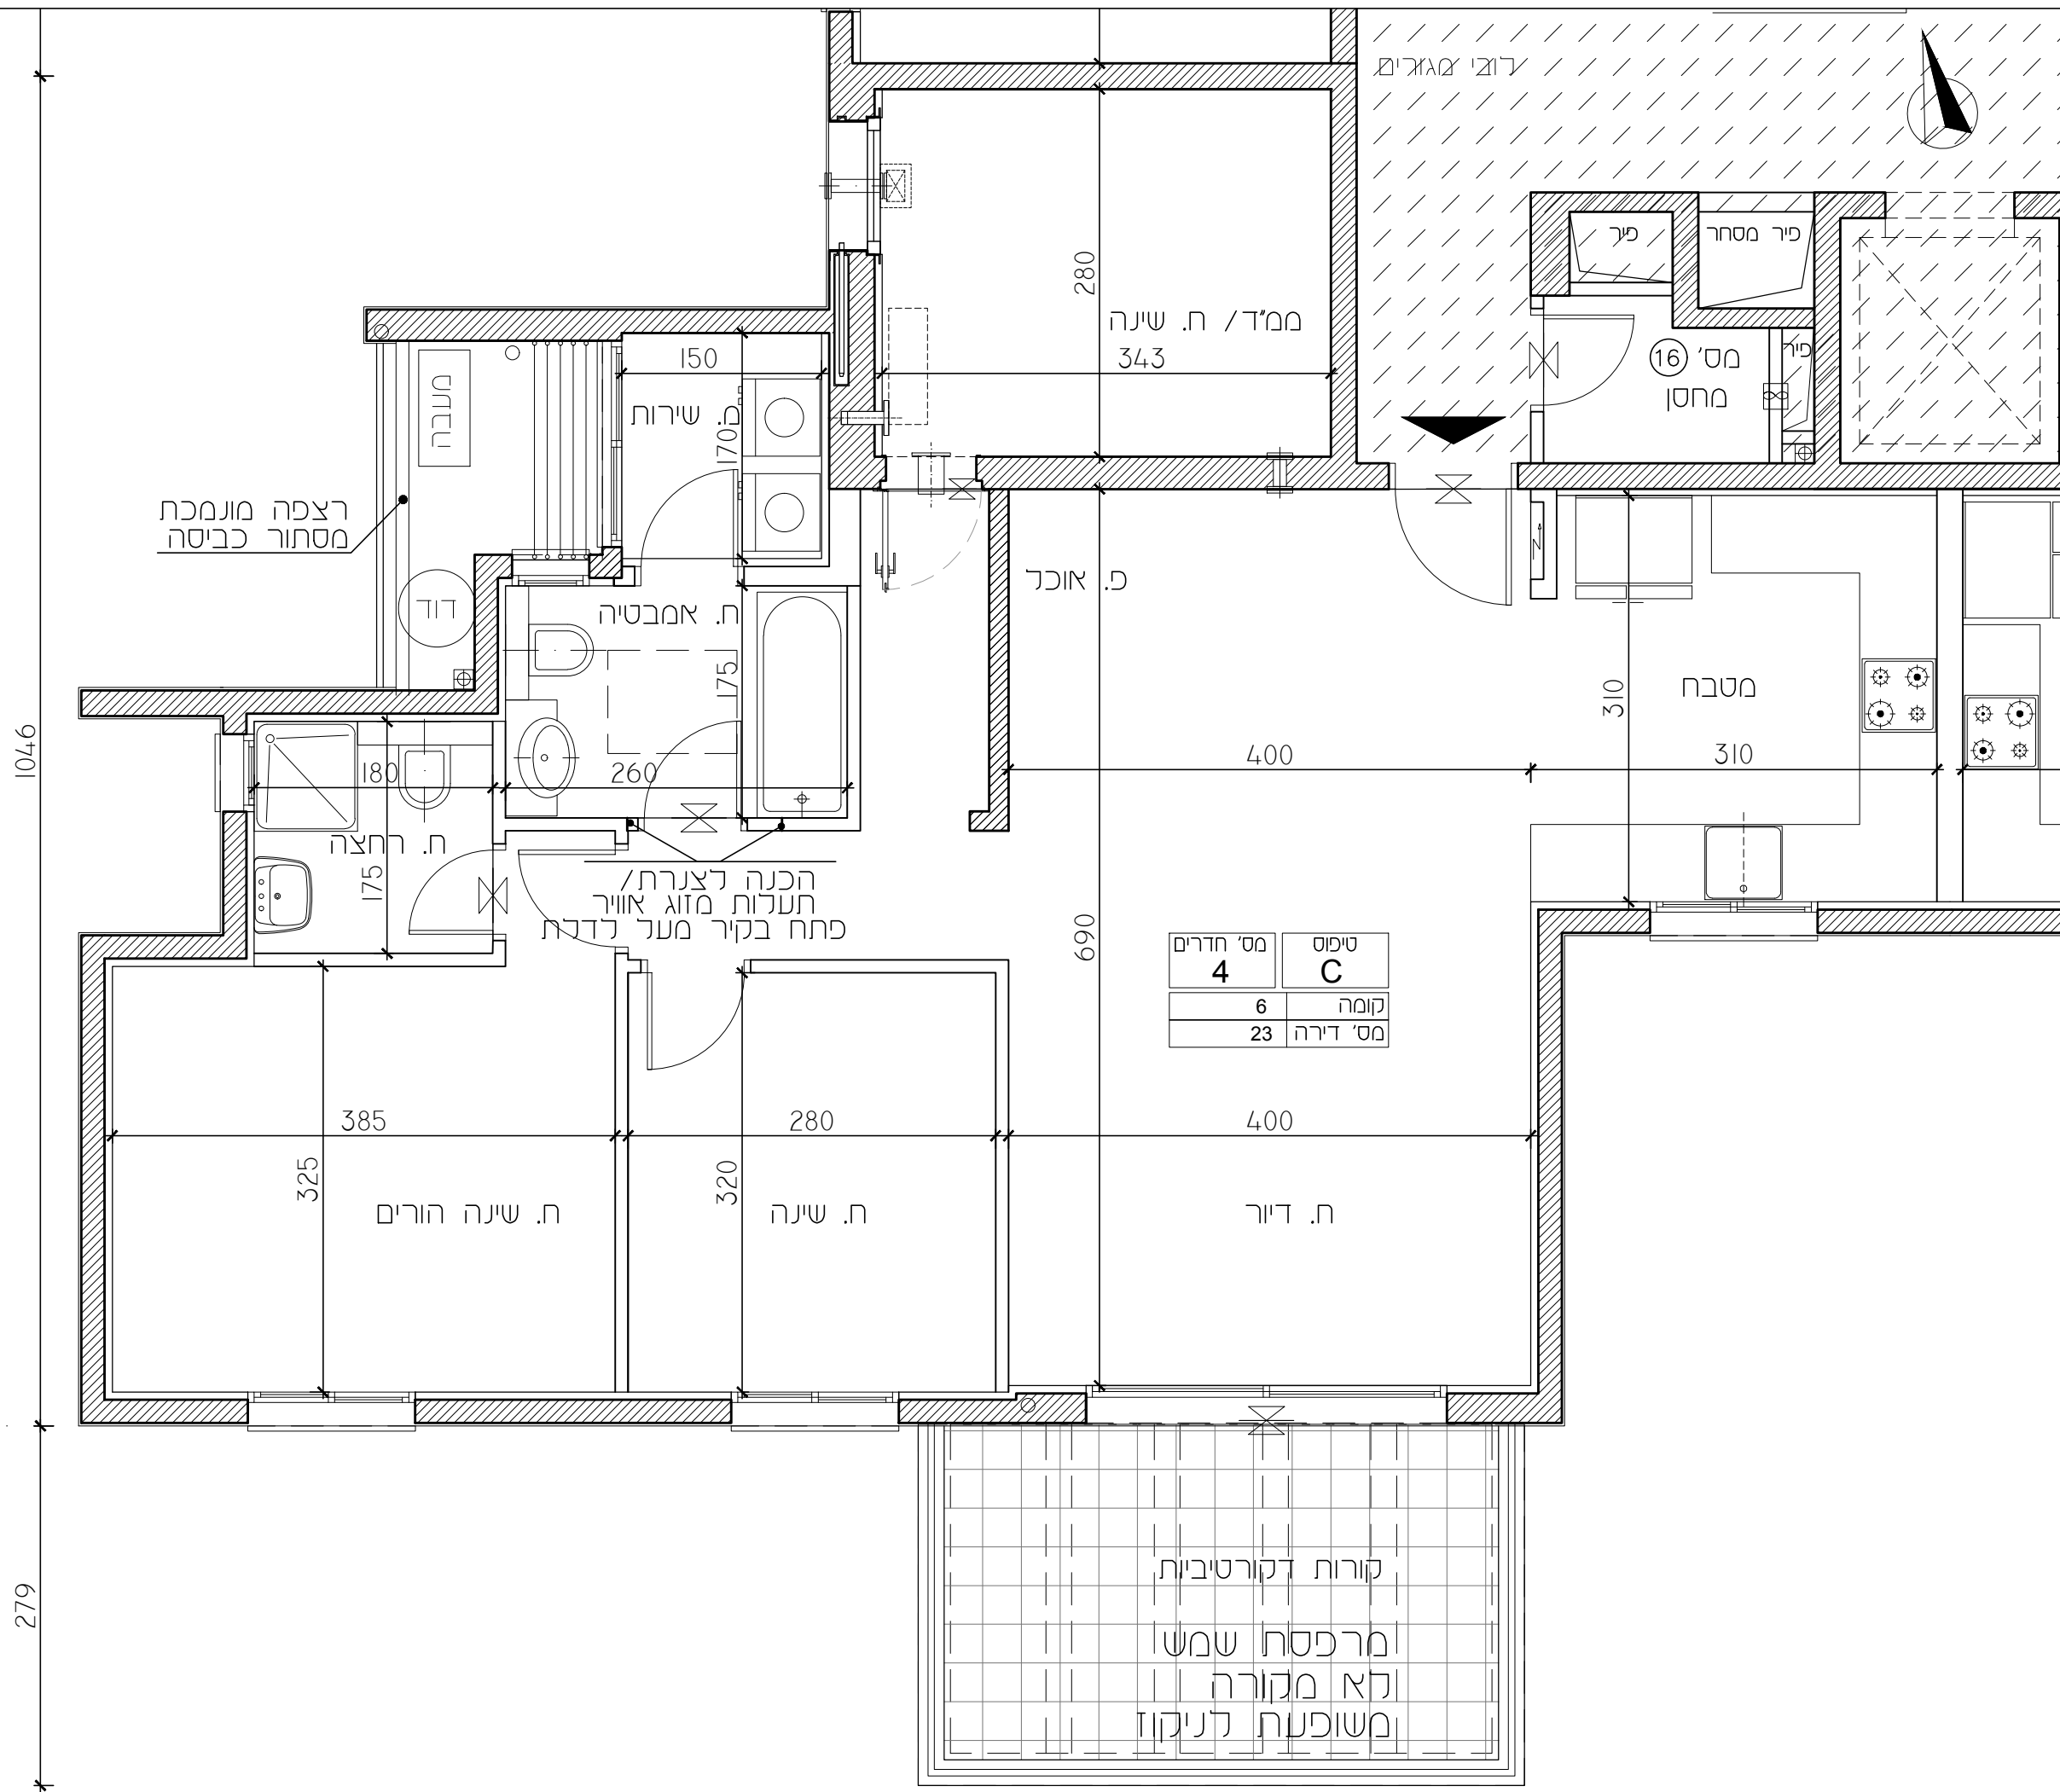 לובי מגורים
פיר
פיר מסחר
280
ממ"ד/ ח. שינה
343
מס' 16
מחסן
פיר
150
מ. שירות
170
מעבה
רצפה מונמכת
מסתור כביסה
דוד
פ. אוכל
ח. אמבטיה
175
מטבח
310
1046
400
310
180
260
ח. רחצה
175
הכנה לצנרת/
תעלות מזוג אוויר
פתח בקיר מעל לדלת
690
טיפוס מס' חדרים
C 4
קומה 6
מס' דירה 23
385
280
400
325
320
ח. שינה הורים
ח. שינה
ח. דיור
279
קורות דקורטיביות
מרפסת שמש
לא מקורה
משופעת לניקוז